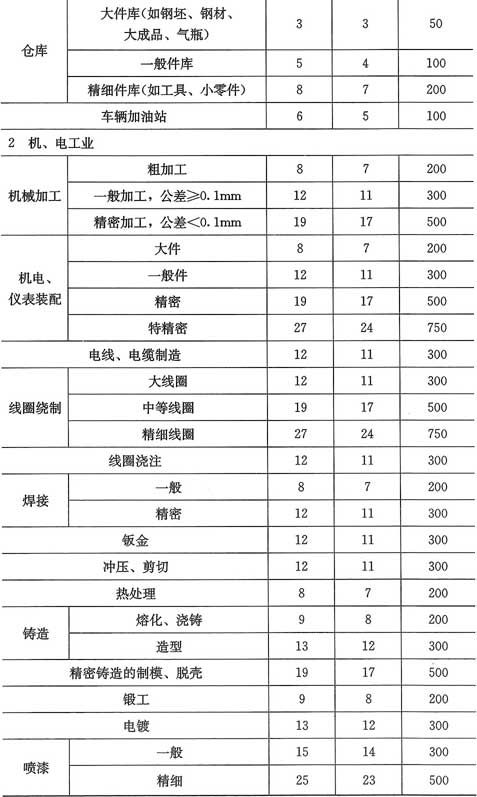 仓库 大件库(如钢坯、钢材、 3 3 50
大成品、气瓶)
一般件库 5 4 100
精细件库(如工具、小零件) 8 7 200
车辆加油站 6 5 100
2 机、电工业
机械加工 粗加工 8 7 200
一般加工，公差≥0.1mm 12 11 300
精密加工，公差<0.1mm 19 17 500
机电、
仪表装配 大件 8 7 200
一般件 12 11 300
精密 19 17 500
特精密 27 24 750
电线、电缆制造 12 11 300
线圈绕制 大线圈 12 11 300
中等线圈 19 17 500
精细线圈 27 24 750
线圈浇注 12 11 300
焊接 一般 8 7 200
精密 12 11 300
钣金 12 11 300
冲压、剪切 12 11 300
热处理 8 7 200
铸造 熔化、浇铸 9 8 200
造型 13 12 300
精密铸造的制模、脱壳 19 17 500
锻工 9 8 200
电镀 13 12 300
喷漆 一般 15 14 300
精细 25 23 500